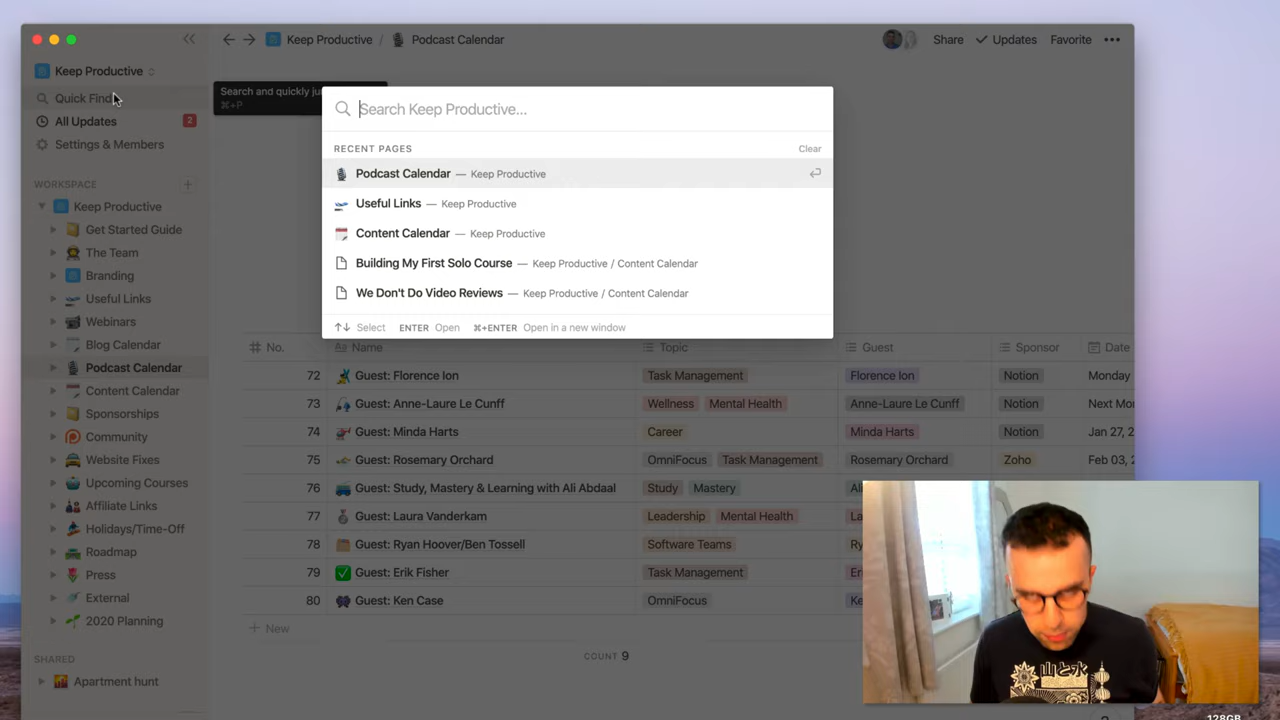 Keep Productive / Podcast Calendar Share Updates Favorite •••
Keep Productive
Quick Find
Search and quickly ju
⌘+P
All Updates 2
Settings & Members
WORKSPACE +
Keep Productive
Get Started Guide
The Team
Branding
Useful Links
Webinars
Blog Calendar
Podcast Calendar
Content Calendar
Sponsorships
Community
Website Fixes
Upcoming Courses
Affiliate Links
Holidays/Time-Off
Roadmap
Press
External
2020 Planning
SHARED
Apartment hunt
Search Keep Productive...
RECENT PAGES Clear
Podcast Calendar — Keep Productive
Useful Links — Keep Productive
Content Calendar — Keep Productive
Building My First Solo Course — Keep Productive / Content Calendar
We Don't Do Video Reviews — Keep Productive / Content Calendar
↑↓ Select ENTER Open ⌘+ENTER Open in a new window
# No. Aa Name Topic Guest Sponsor Date
72 Guest: Florence Ion Task Management Florence Ion Notion Monday
73 Guest: Anne-Laure Le Cunff Wellness Mental Health Anne-Laure Le Cunff Notion Next Mo
74 Guest: Minda Harts Career Minda Harts Notion Jan 27, 2
75 Guest: Rosemary Orchard OmniFocus Task Management Rosemary Orchard Zoho Feb 03, 2
76 Guest: Study, Mastery & Learning with Ali Abdaal Study Mastery Al
77 Guest: Laura Vanderkam Leadership Mental Health La
78 Guest: Ryan Hoover/Ben Tossell Software Teams Ry
79 Guest: Erik Fisher Task Management Eri
80 Guest: Ken Case OmniFocus Ke
+ New
COUNT 9
山と水
128GB